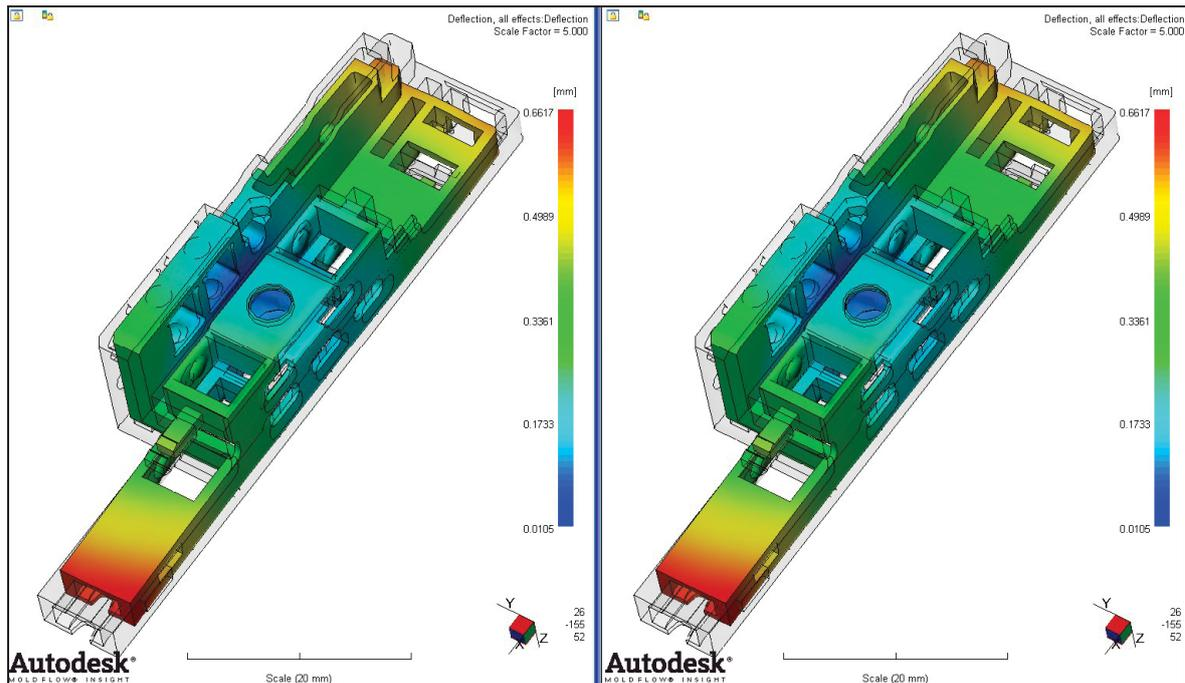 Deflection, all effects:Deflection
Scale Factor = 5.000
[mm]
0.6617
0.4989
0.3361
0.1733
0.0105
Y
X
Z
26
-155
52
Autodesk®
MOLDFLOW® INSIGHT
Scale (20 mm)
Deflection, all effects:Deflection
Scale Factor = 5.000
[mm]
0.6617
0.4989
0.3361
0.1733
0.0105
Y
X
Z
26
-155
52
Autodesk®
MOLDFLOW® INSIGHT
Scale (20 mm)